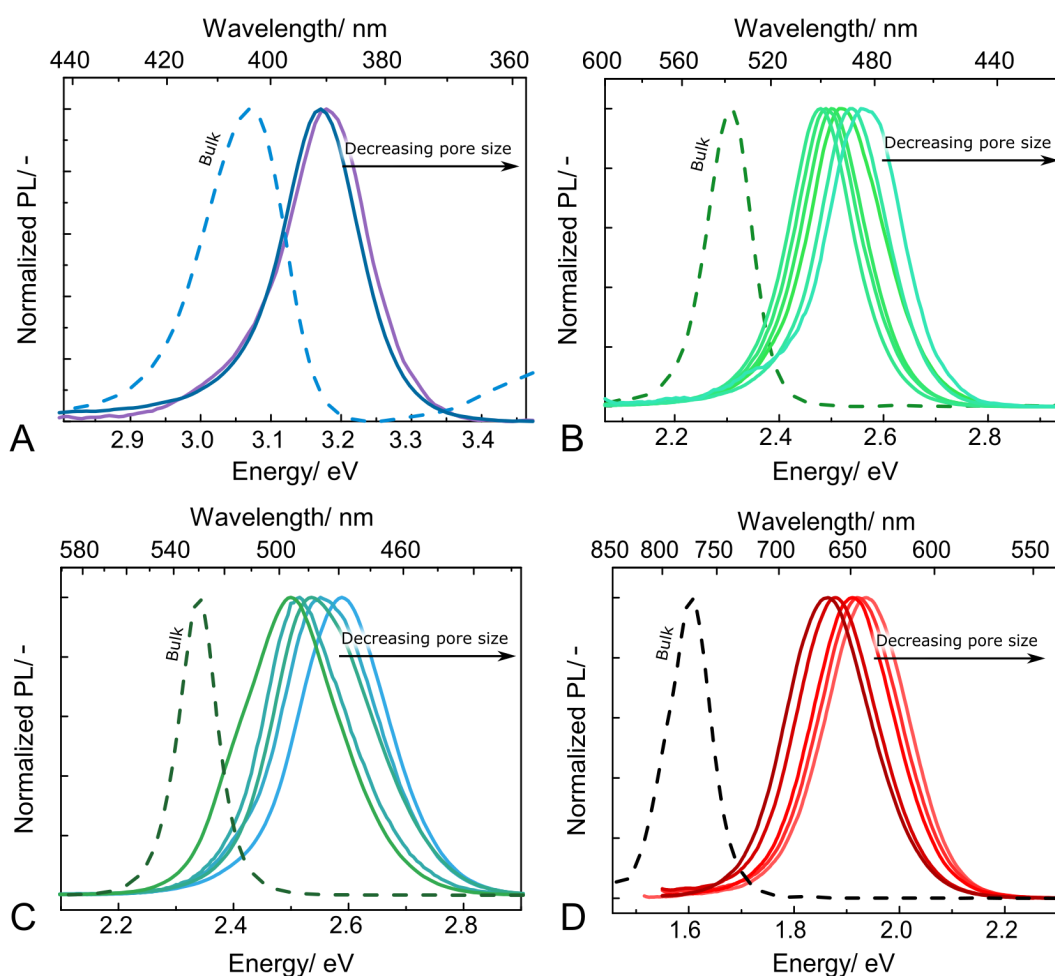 Wavelength/ nm
440 420 400 380 360
Normalized PL/ -
Bulk
Decreasing pore size
A
2.9 3.0 3.1 3.2 3.3 3.4
Energy/ eV
Wavelength/ nm
600 560 520 480 440
Normalized PL/ -
Bulk
Decreasing pore size
B
2.2 2.4 2.6 2.8
Energy/ eV
Wavelength/ nm
580 540 500 460
Normalized PL/ -
Bulk
Decreasing pore size
C
2.2 2.4 2.6 2.8
Energy/ eV
Wavelength/ nm
850 800 750 700 650 600 550
Normalized PL/ -
Bulk
Decreasing pore size
D
1.6 1.8 2.0 2.2
Energy/ eV